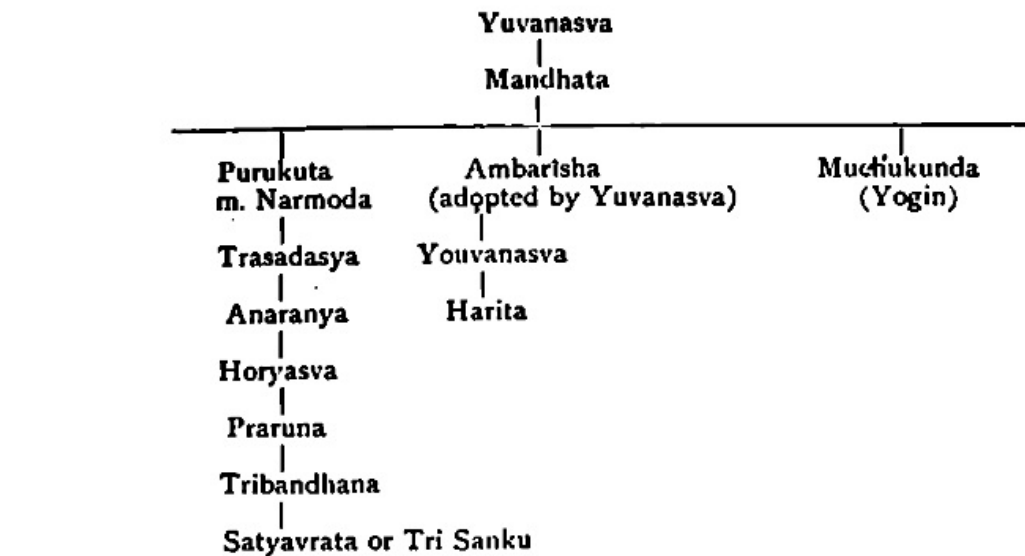 Yuvanasva
Mandhata
Purukuta Ambarisha Muchukunda
m. Narmoda (adopted by Yuvanasva) (Yogin)
Trasadasya Youvanasva
Anaranya Harita
Horyasva
Praruna
Tribandhana
Satyavrata or Tri Sanku